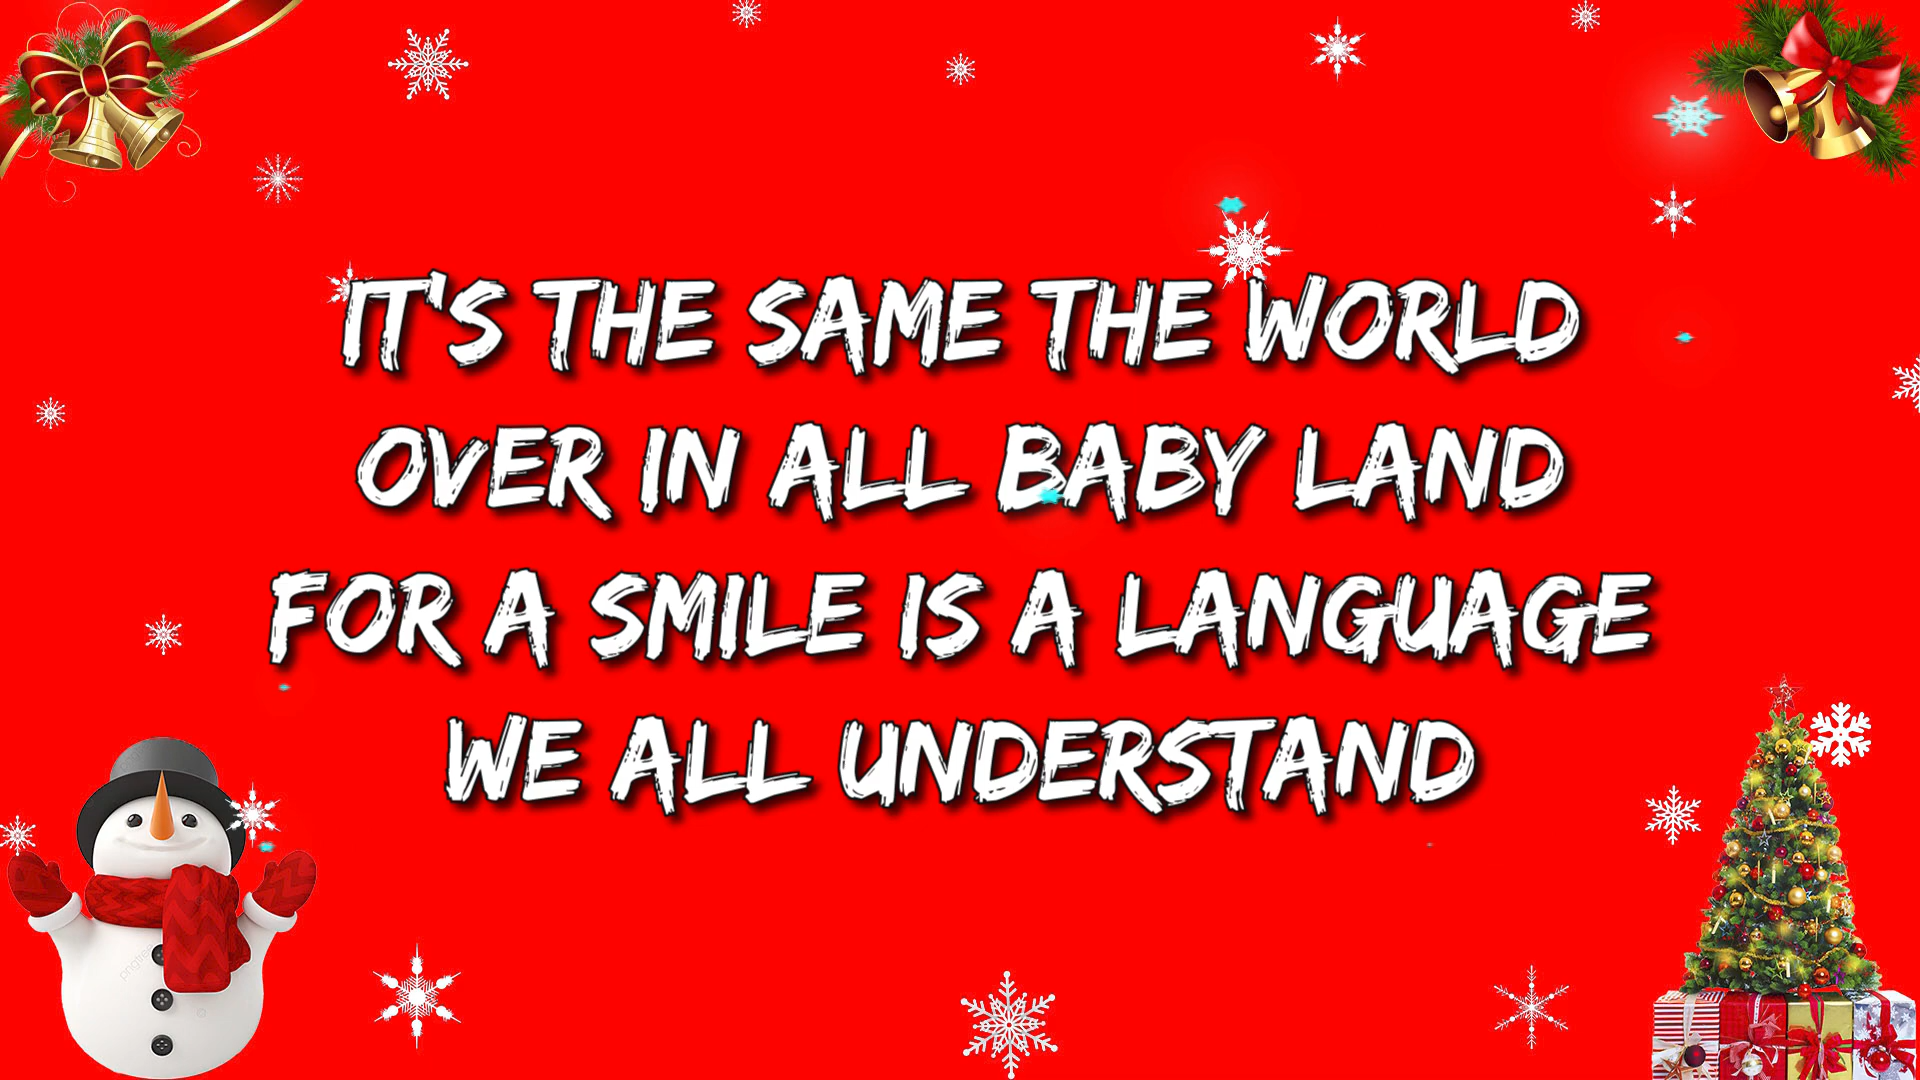 IT'S THE SAME THE WORLD
OVER IN ALL BABY LAND
FOR A SMILE IS A LANGUAGE
WE ALL UNDERSTAND